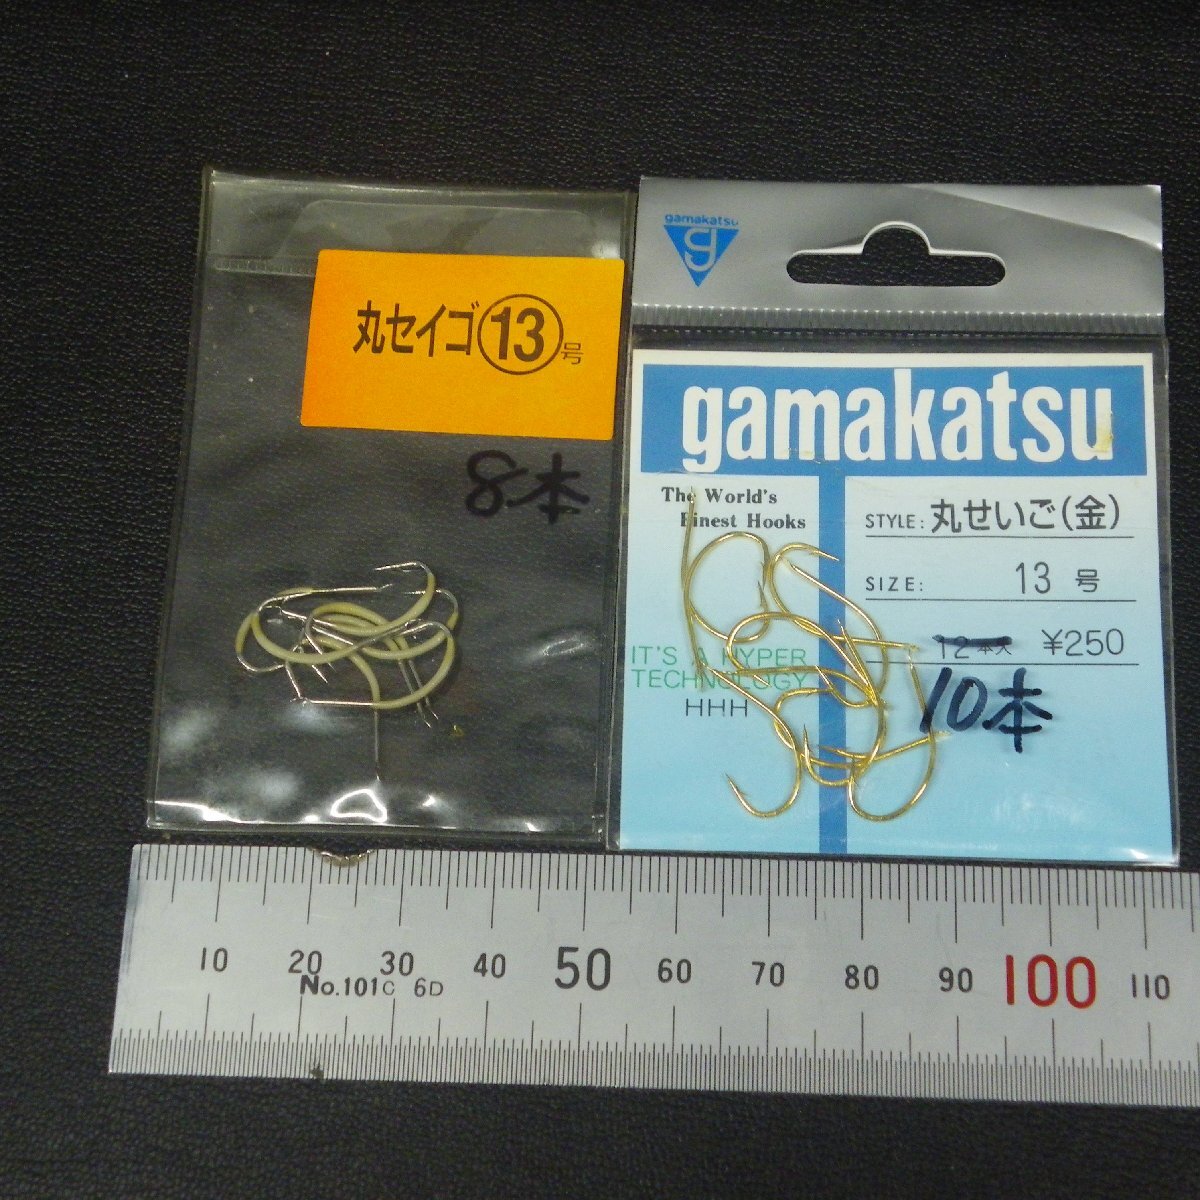 丸セイゴ 13 号
8本
gamakatsu
g
gamakatsu
The World's
Finest Hooks
STYLE: 丸せいご(金)
SIZE: 13 号
12本入 ¥250
10本
IT'S A HYPER
TECHNOLOGY
HHH
10 20 30 40 50 60 70 80 90 100 110
No.101C 6D